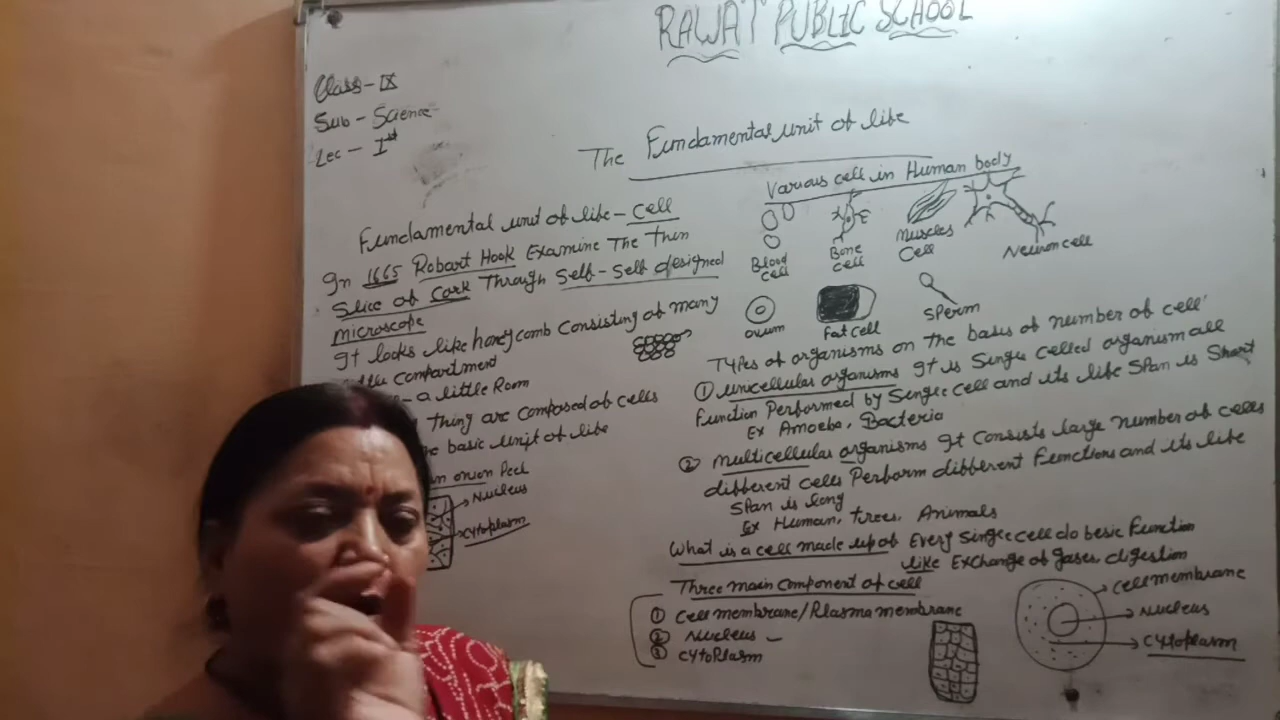 RAWAT PUBLIC SCHOOL
Class - IX
Sub - Science
Lec - Ist
The Fundamental unit of life
Fundamental unit of life - Cell
In 1665 Robart Hook Examine The thin
Slice of Cark Through Self-Self designed
microscope
It looks like honey comb Consisting of many
little compartment
- a little Room
thing are composed of cells
basic unit of life
onion Peel
Nucleus
Cytoplasm
Various cell in Human body
Blood cell
Bone cell
Muscles Cell
Neuron cell
ovum
Fat cell
Sperm
Types of organisms on the basis of number of cell
① unicellular organisms It is Single celled organism all
function Performed by Single cell and its life Span is Short
Ex Amoeba, Bacteria
② Multicellular organisms It Consists large number of cells
different cells Perform different Functions and its life
Span is long
Ex Human, trees, Animals
What is a cell made up of Every Single cell do besic Function
like Exchange of gases, digestion
Three main Component of cell
① Cell membrane/Plasma membrane
② Nucleus
③ CytoPlasm
Cell membrane
Nucleus
Cytoplasm